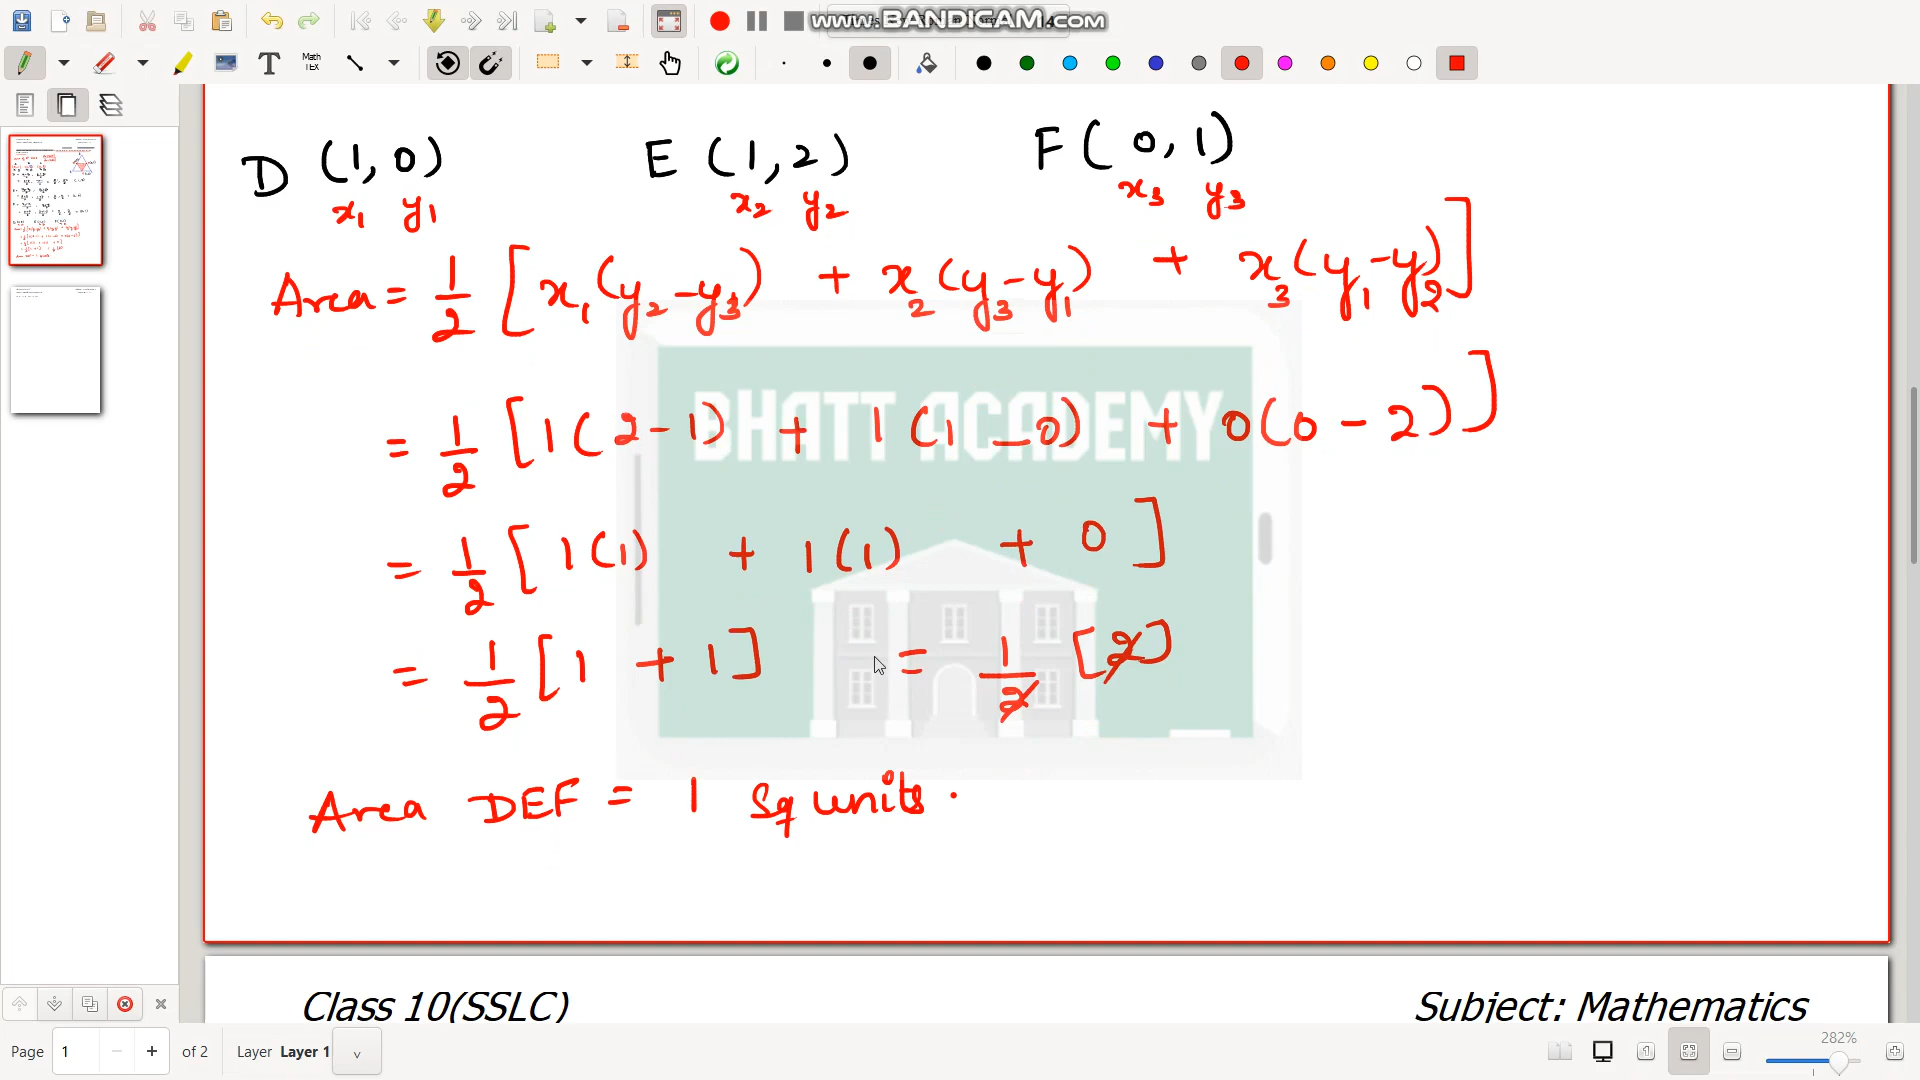 www.BANDICAM.com
Math
TEX
D (1, 0) E (1, 2) F (0, 1)
x₁ y₁ x₂ y₂ x₃ y₃
Area = 1/2 [x₁(y₂ - y₃) + x₂(y₃ - y₁) + x₃(y₁ - y₂)]
BHATT ACADEMY
= 1/2 [1(2-1) + 1(1-0) + 0(0-2)]
= 1/2 [1(1) + 1(1) + 0]
= 1/2 [1 + 1] = 1/2 [2]
Area DEF = 1 Sq units.
Class 10(SSLC) Subject: Mathematics
Page 1 of 2 Layer Layer 1
282%